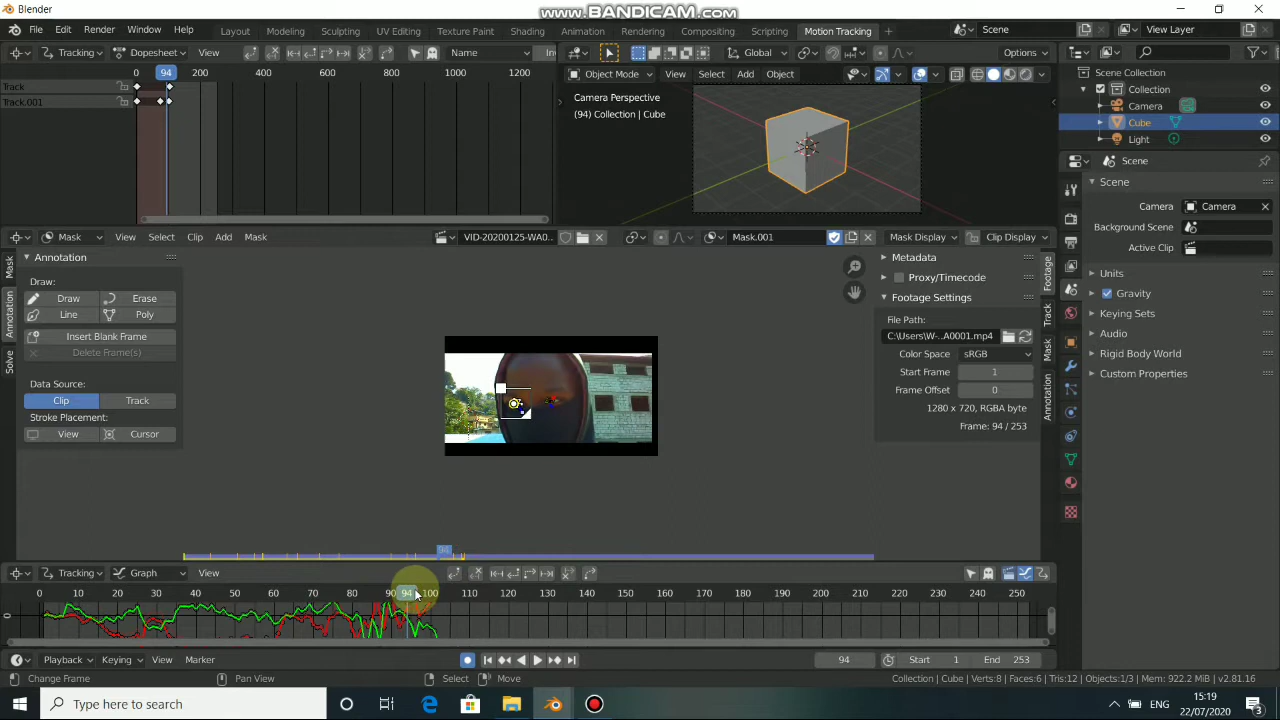 www.BANDICAM.com
Blender
File Edit Render Window Help Layout Modeling Sculpting UV Editing Texture Paint Shading Animation Rendering Compositing Scripting Motion Tracking + Scene View Layer
Tracking Dopesheet View Name In Global Options
0 94 200 400 600 800 1000 1200
Object Mode View Select Add Object
Track
Track.001
Camera Perspective
(94) Collection | Cube
Scene Collection
Collection
Camera
Cube
Light
Scene
Scene
Camera Camera
Background Scene
Active Clip
Units
Gravity
Keying Sets
Audio
Rigid Body World
Custom Properties
Mask View Select Clip Add Mask VID-20200125-WA0.. Mask.001 Mask Display Clip Display
Mask
Annotation
Solve
Annotation
Draw:
Draw Erase
Line Poly
Insert Blank Frame
Delete Frame(s)
Data Source:
Clip Track
Stroke Placement:
View Cursor
Metadata
Proxy/Timecode
Footage Settings
File Path:
C:\Users\W-..A0001.mp4
Color Space sRGB
Start Frame 1
Frame Offset 0
1280 x 720, RGBA byte
Frame: 94 / 253
Footage
Track
Mask
Annotation
94
Tracking Graph View
0 10 20 30 40 50 60 70 80 90 94 100 110 120 130 140 150 160 170 180 190 200 210 220 230 240 250
0
Playback Keying View Marker 94 Start 1 End 253
Change Frame Pan View Select Move Collection | Cube | Verts:8 | Faces:6 | Tris:12 | Objects:1/3 | Mem: 922.2 MiB | v2.81.16
Type here to search
ENG
15:19
22/07/2020
3